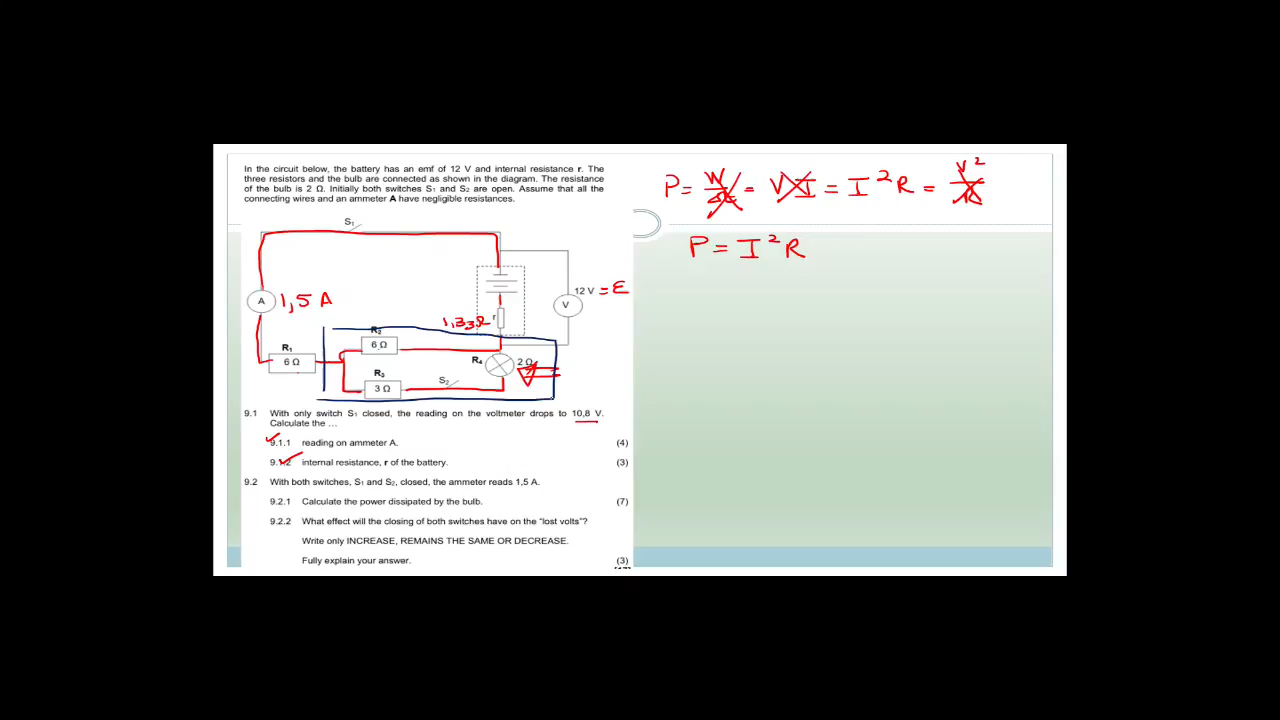 In the circuit below, the battery has an emf of 12 V and internal resistance r. The
three resistors and the bulb are connected as shown in the diagram. The resistance
of the bulb is 2 Ω. Initially both switches S₁ and S₂ are open. Assume that all the
connecting wires and an ammeter A have negligible resistances.
S₁
A
1,5 A
12 V = ε
V
r
1,33Ω
R₁
6 Ω
R₂
6 Ω
R₃
3 Ω
R₄
2 Ω
S₂
9.1 With only switch S₁ closed, the reading on the voltmeter drops to 10,8 V.
Calculate the …
9.1.1 reading on ammeter A. (4)
9.1.2 internal resistance, r of the battery. (3)
9.2 With both switches, S₁ and S₂, closed, the ammeter reads 1,5 A.
9.2.1 Calculate the power dissipated by the bulb. (7)
9.2.2 What effect will the closing of both switches have on the “lost volts”?
Write only INCREASE, REMAINS THE SAME OR DECREASE.
Fully explain your answer. (3)
P = W = V I = I²R = V²
P = I²R